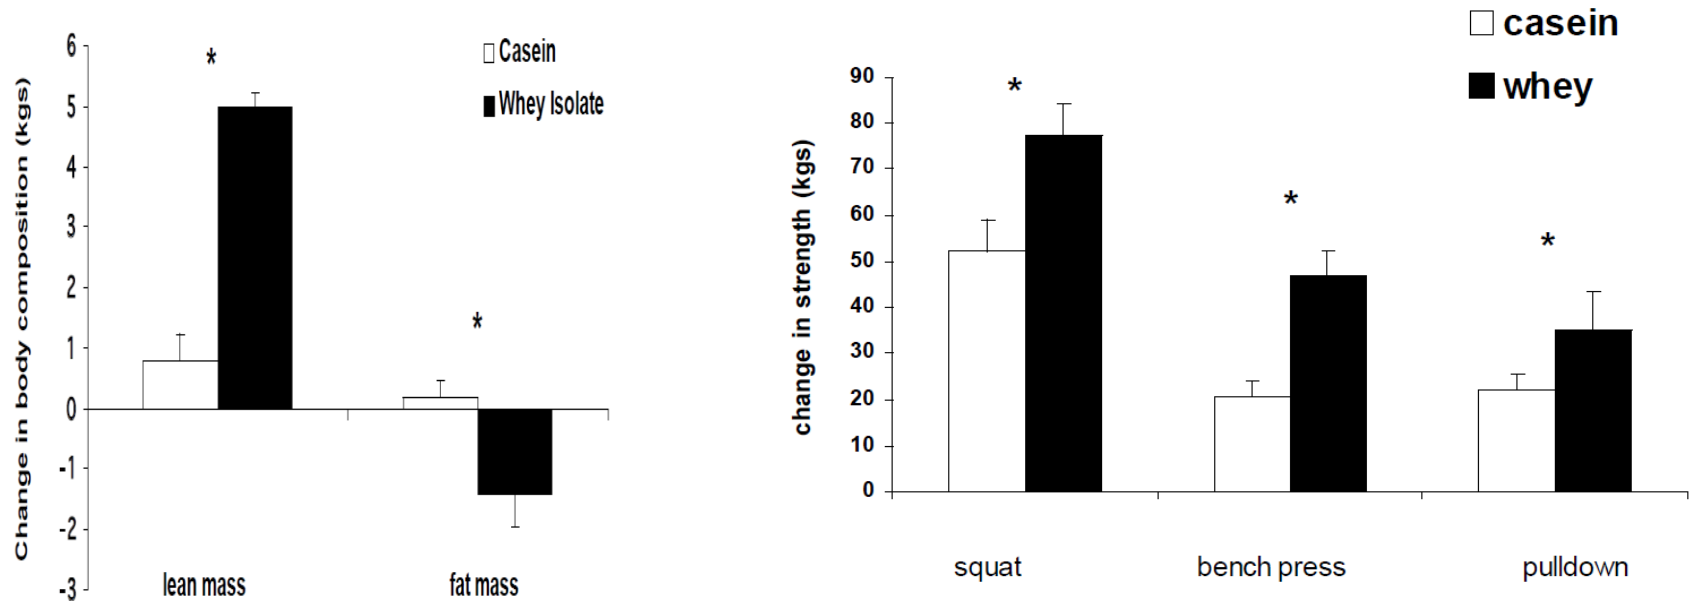 Change in body composition (kgs)
6
5
4
3
2
1
0
-1
-2
-3
*
*
Casein
Whey Isolate
lean mass
fat mass
casein
whey
change in strength (kgs)
90
80
70
60
50
40
30
20
10
0
*
*
*
squat
bench press
pulldown